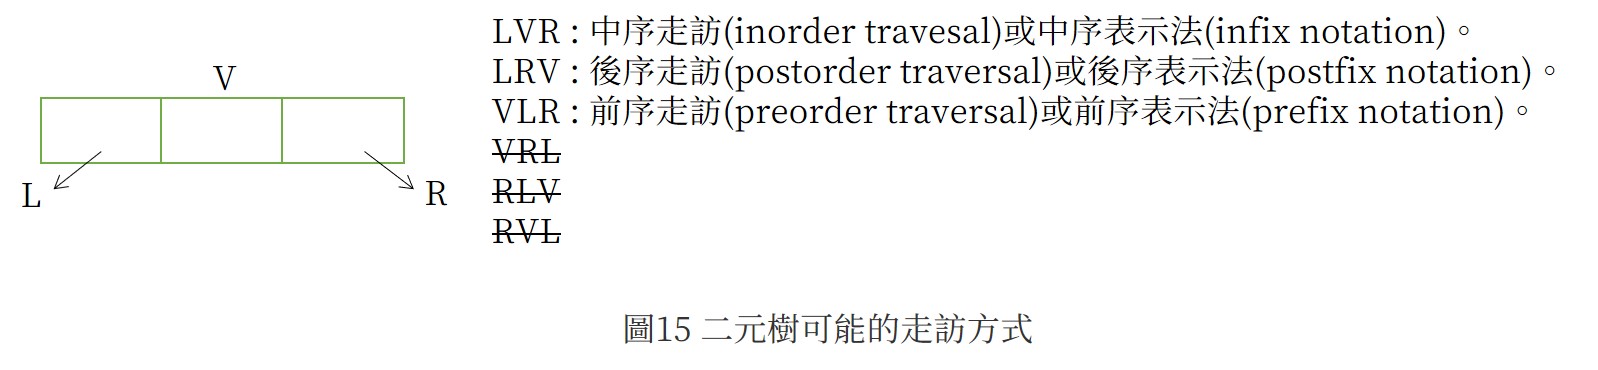 V
L
R
LVR : 中序走訪(inorder travesal)或中序表示法(infix notation)。
LRV : 後序走訪(postorder traversal)或後序表示法(postfix notation)。
VLR : 前序走訪(preorder traversal)或前序表示法(prefix notation)。
VRL
RLV
RVL
圖15 二元樹可能的走訪方式